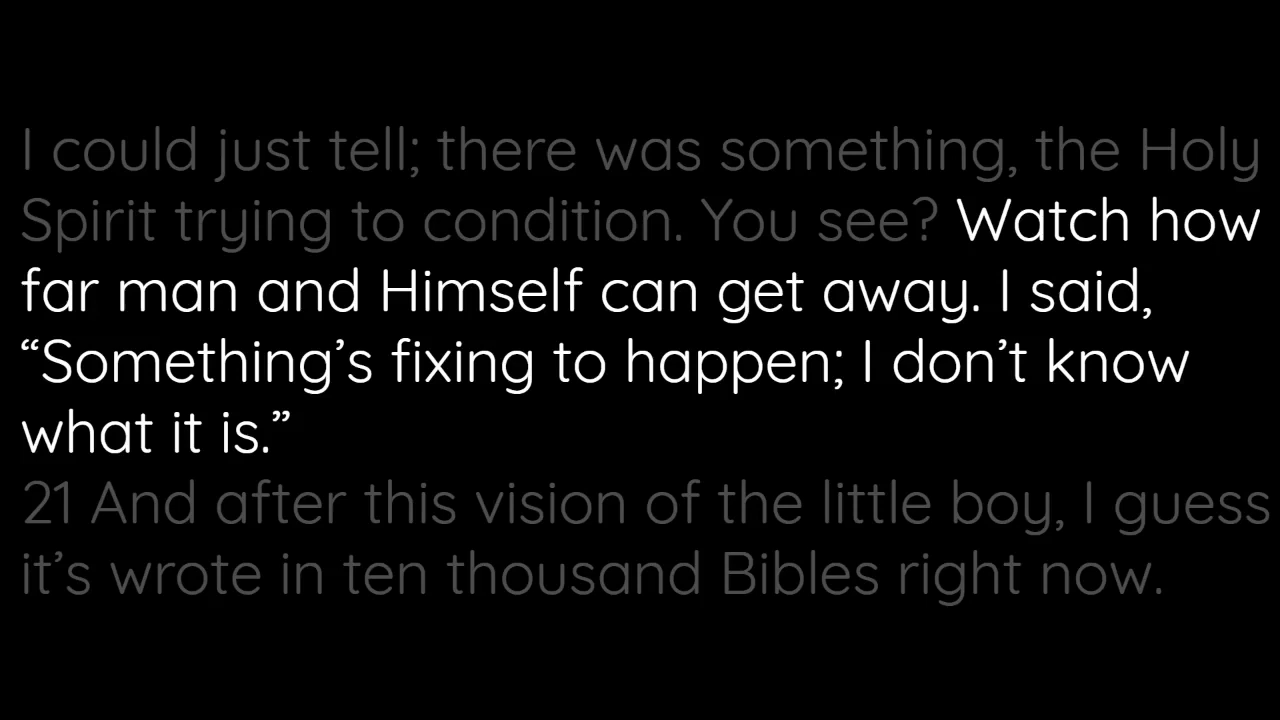 I could just tell; there was something, the Holy
Spirit trying to condition. You see? Watch how
far man and Himself can get away. I said,
“Something’s fixing to happen; I don’t know
what it is.”
21 And after this vision of the little boy, I guess
it’s wrote in ten thousand Bibles right now.